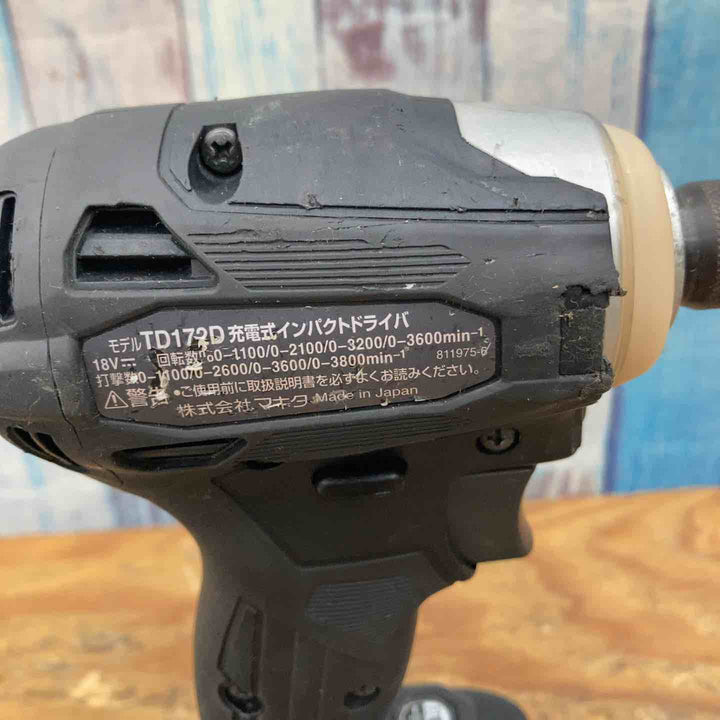 モデル TD172D 充電式インパクトドライバ
18V 回転数 0-1100/0-2100/0-3200/0-3600min-1
打撃数0- 00/0-2600/0-3600/0-3800min-1 811975-6
警告 •ご使用前に取扱説明書を必ずよくお読みください。
株式会社 マキタ Made in Japan